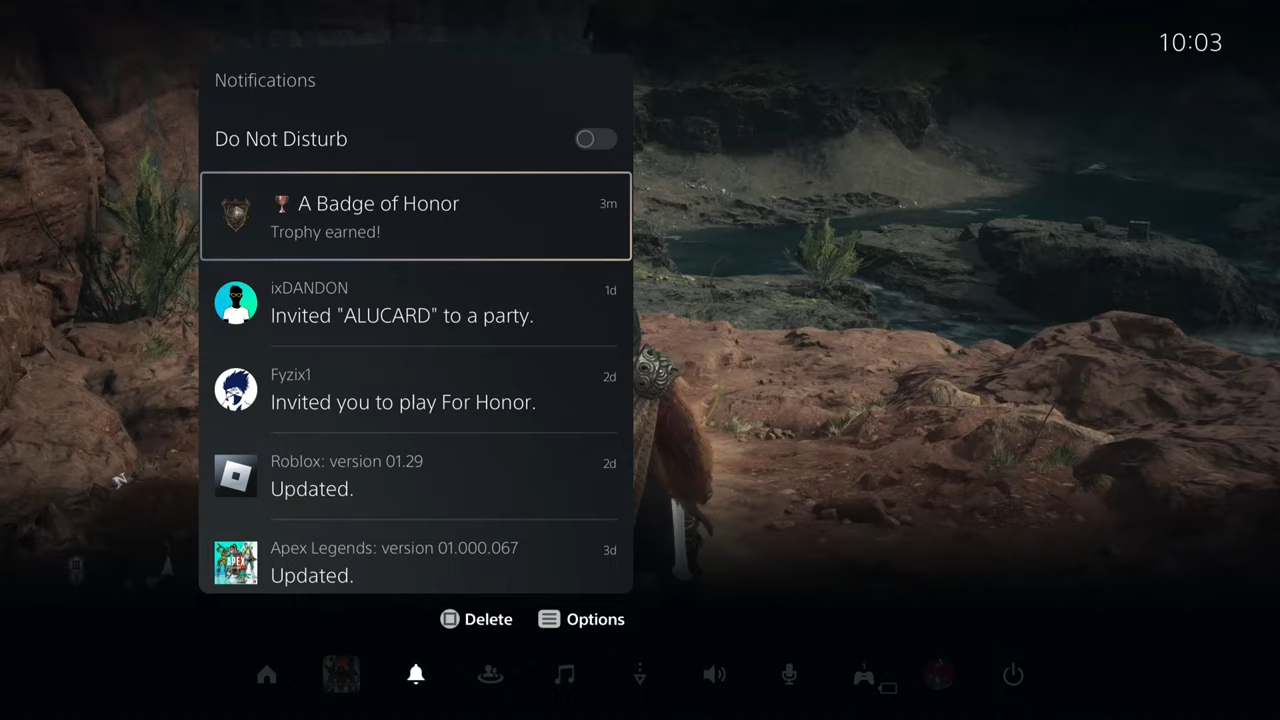 10:03
Notifications
Do Not Disturb
A Badge of Honor 3m
Trophy earned!
ixDANDON 1d
Invited "ALUCARD" to a party.
Fyzix1 2d
Invited you to play For Honor.
Roblox: version 01.29 2d
Updated.
Apex Legends: version 01.000.067 3d
APEX
Updated.
N
Delete Options